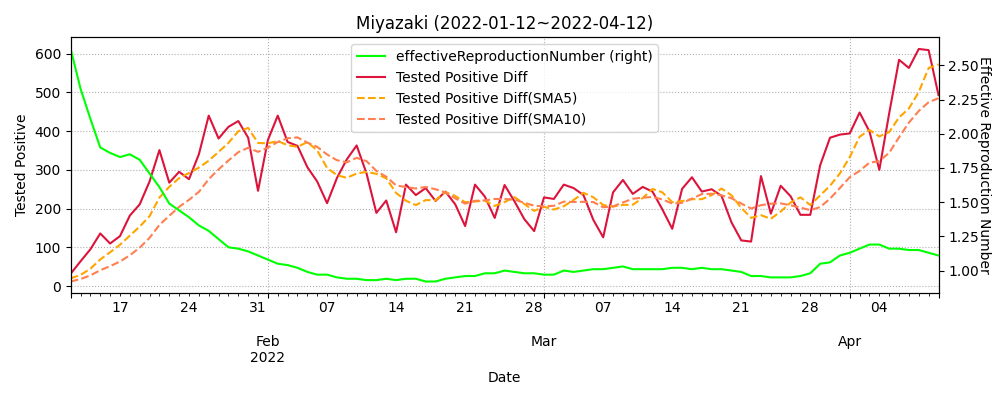 Miyazaki (2022-01-12~2022-04-12)
effectiveReproductionNumber (right)
Tested Positive Diff
Tested Positive Diff(SMA5)
Tested Positive Diff(SMA10)
Tested Positive
600
500
400
300
200
100
0
2.50
2.25
2.00
1.75
1.50
1.25
1.00
Effective Reproduction Number
17 24 31 07 14 21 28 07 14 21 28 04
Feb Mar Apr
2022
Date